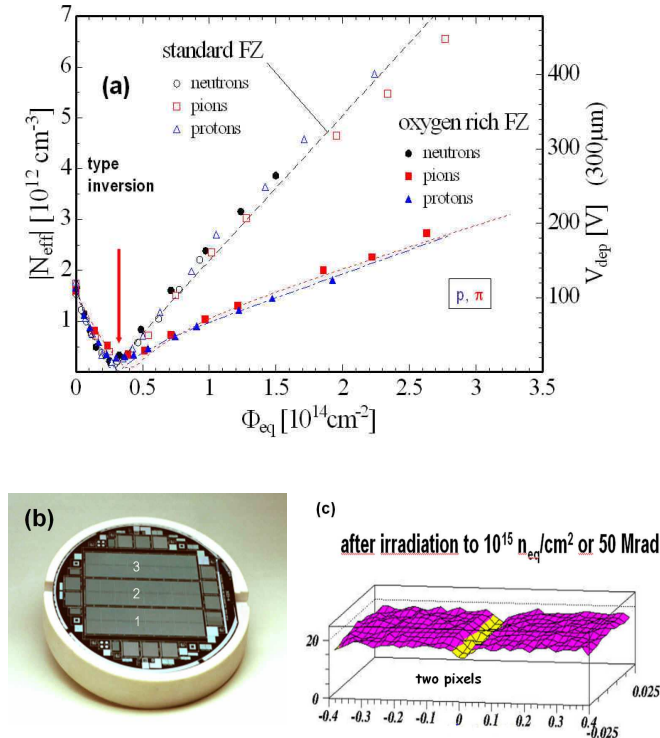 7
6
5
4
3
2
1
|N_eff| [10^12 cm^-3]
(a)
standard FZ
neutrons
pions
protons
type
inversion
oxygen rich FZ
neutrons
pions
protons
p, π
400
300
200
100
V_dep [V] (300µm)
0 0.5 1 1.5 2 2.5 3 3.5
Φ_eq [10^14 cm^-2]
(b)
3
2
1
(c)
after irradiation to 10^15 n_eq/cm^2 or 50 Mrad
20
0
two pixels
-0.4 -0.3 -0.2 -0.1 0 0.1 0.2 0.3 0.4
-0.025
0.025